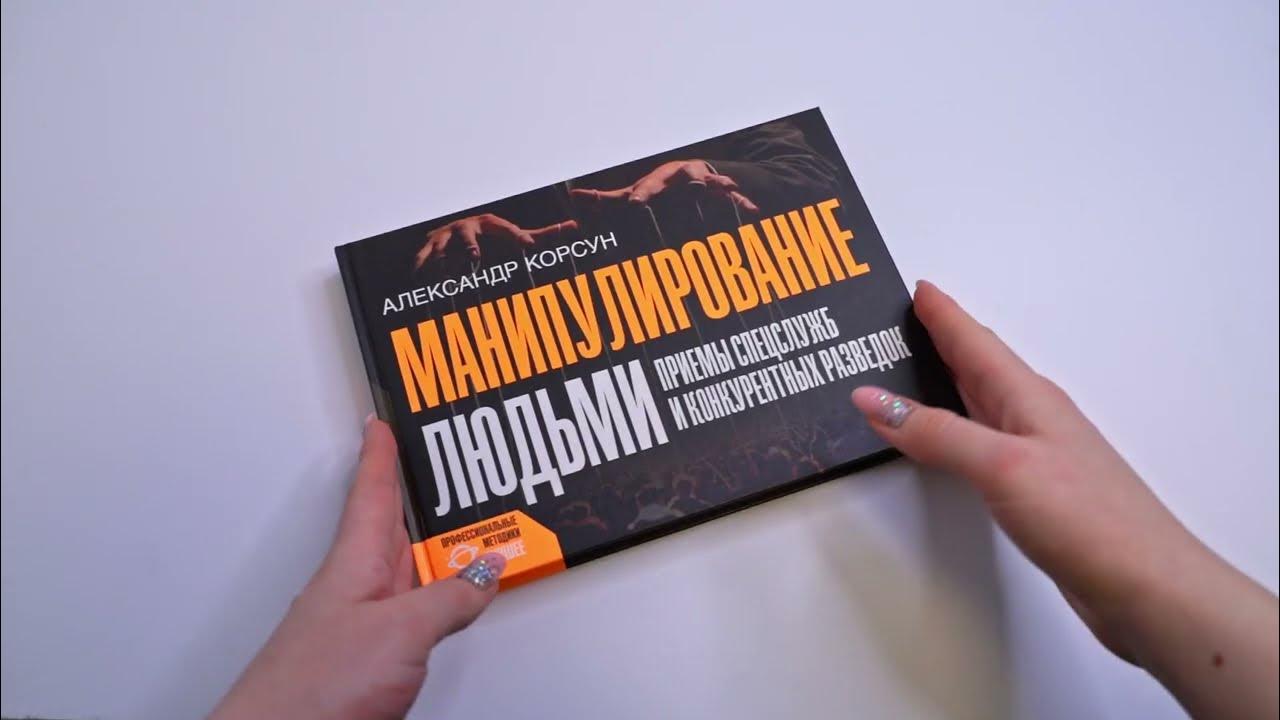 АЛЕКСАНДР КОРСУН
МАНИПУЛИРОВАНИЕ
ЛЮДЬМИ
ПРИЕМЫ СПЕЦСЛУЖБ
И КОНКУРЕНТНЫХ РАЗВЕДОК
ПРОФЕССИОНАЛЬНЫЕ
МЕТОДИКИ